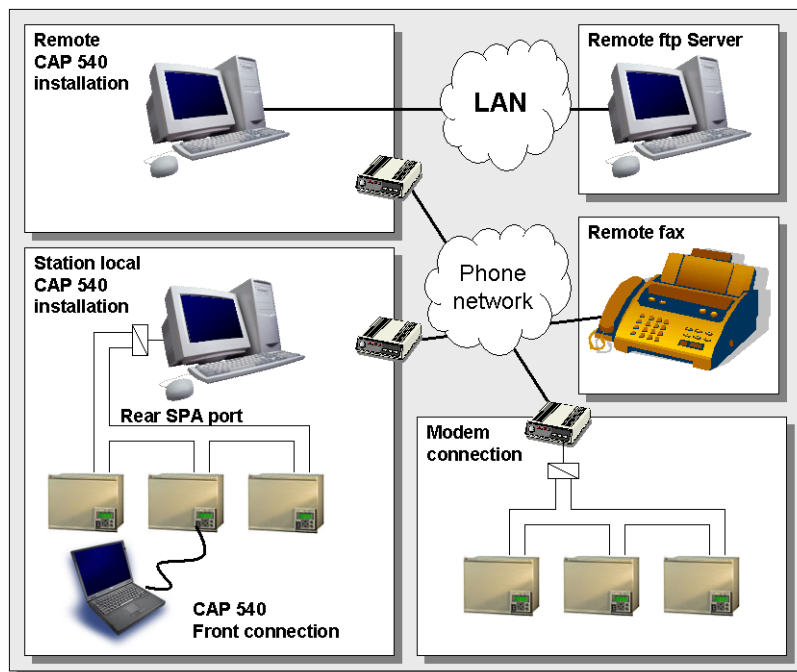 Remote
CAP 540
installation
LAN
Remote ftp Server
Station local
CAP 540
installation
Phone
network
Remote fax
Rear SPA port
Modem
connection
CAP 540
Front connection